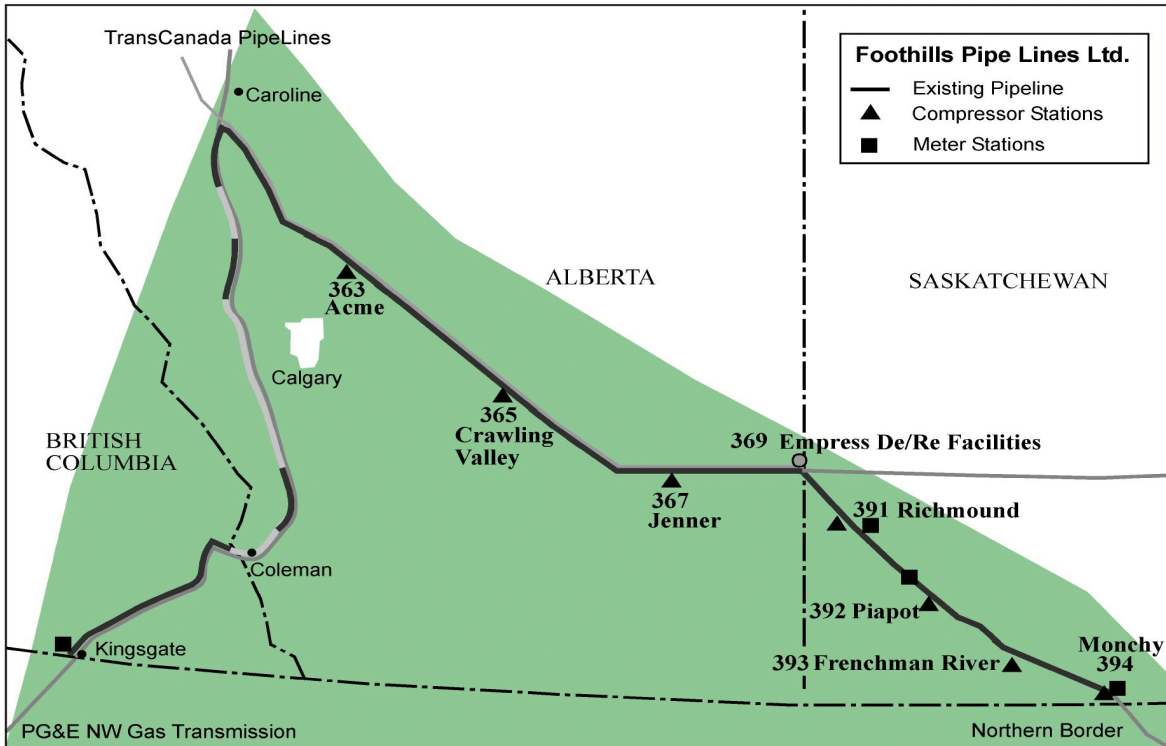 TransCanada PipeLines
Caroline
Foothills Pipe Lines Ltd.
Existing Pipeline
Compressor Stations
Meter Stations
ALBERTA
SASKATCHEWAN
363
Acme
Calgary
365
Crawling
Valley
BRITISH
COLUMBIA
369 Empress De/Re Facilities
367
Jenner
391 Richmound
Coleman
392 Piapot
Kingsgate
393 Frenchman River
Monchy
394
PG&E NW Gas Transmission
Northern Border